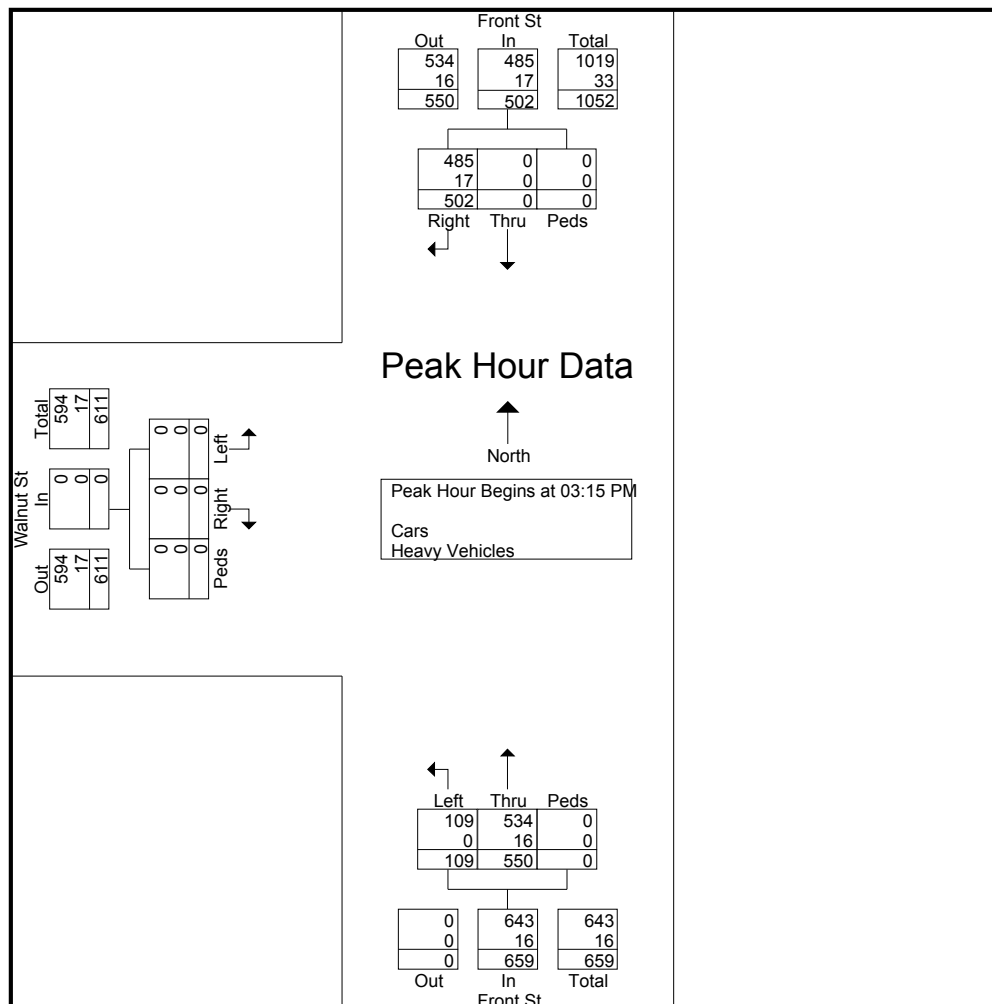 Front St
Out In Total
534 485 1019
16 17 33
550 502 1052
485 0 0
17 0 0
502 0 0
Right Thru Peds
Peak Hour Data
North
Peak Hour Begins at 03:15 PM
Cars
Heavy Vehicles
Walnut St
Out In Total
594 0 594
17 0 17
611 0 611
0 0 0
0 0 0
0 0 0
Peds Right Left
Left Thru Peds
109 534 0
0 16 0
109 550 0
0 643 643
0 16 16
0 659 659
Out In Total
Front St